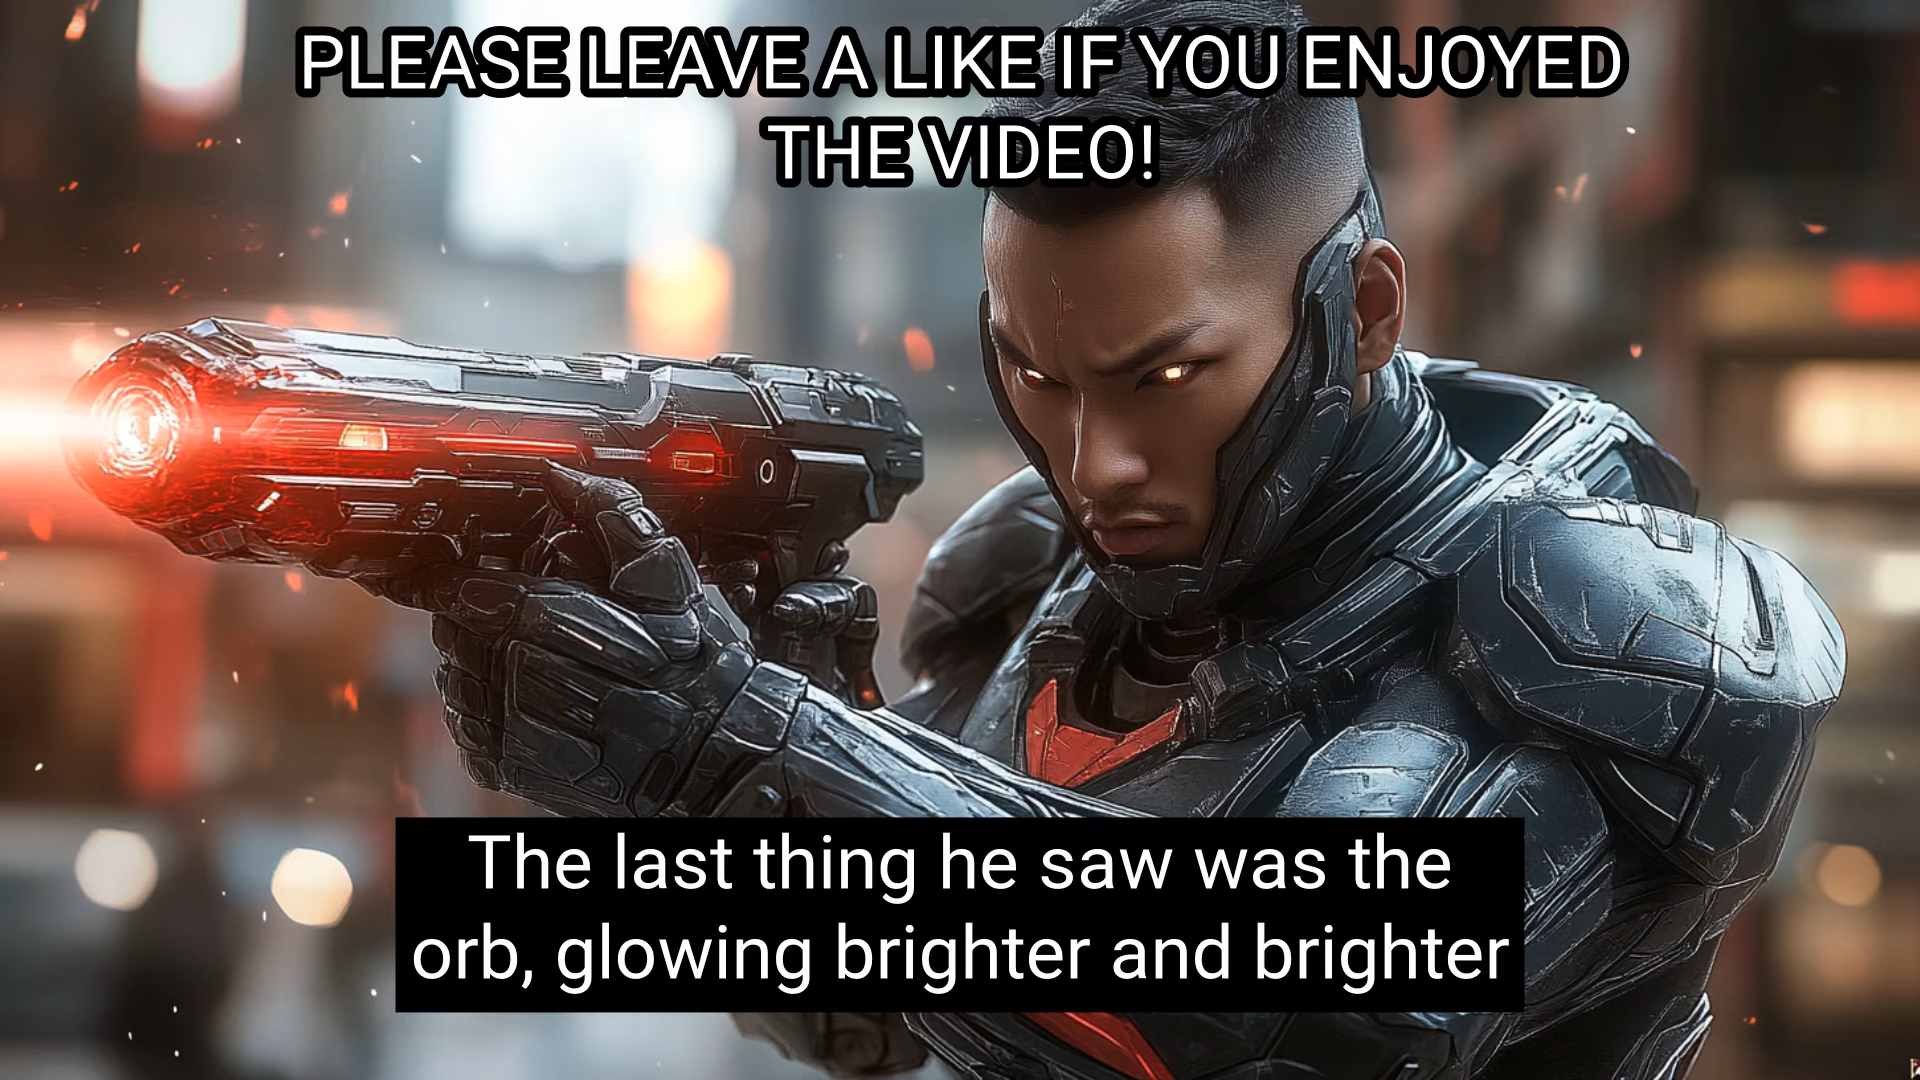 PLEASE LEAVE A LIKE IF YOU ENJOYED
THE VIDEO!
The last thing he saw was the
orb, glowing brighter and brighter